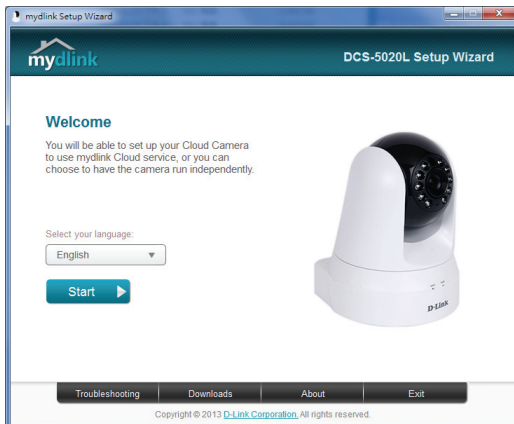 mydlink Setup Wizard
mydlink
DCS-5020L Setup Wizard
Welcome
You will be able to set up your Cloud Camera
to use mydlink Cloud service, or you can
choose to have the camera run independently.
Select your language:
English
Start
D-Link
Troubleshooting
Downloads
About
Exit
Copyright © 2013 D-Link Corporation. All rights reserved.